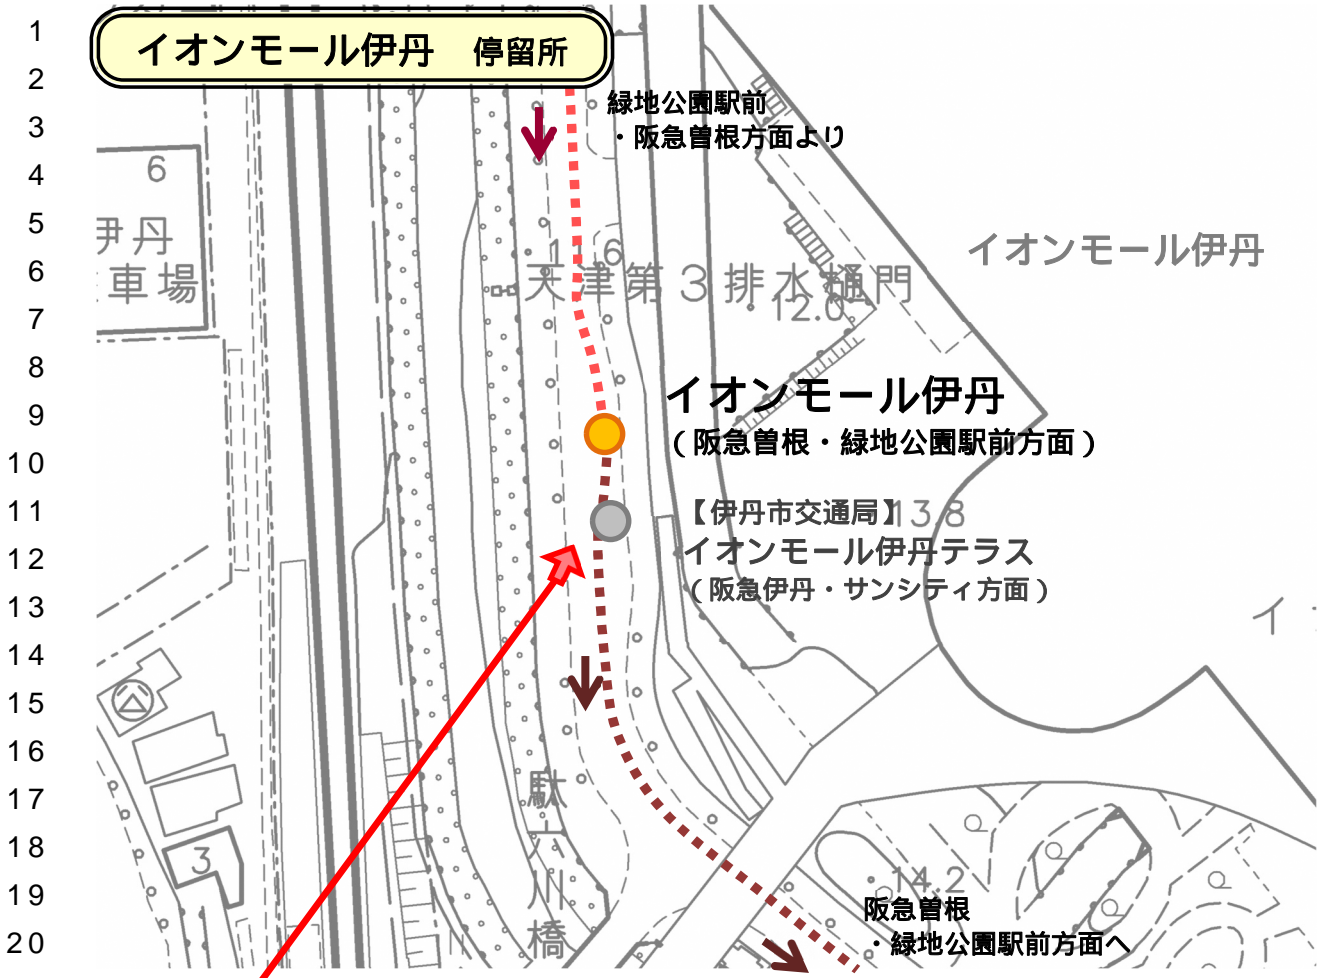 1
2
3
4
5
6
7
8
9
10
11
12
13
14
15
16
17
18
19
20
イオンモール伊丹 停留所
緑地公園駅前
・阪急曽根方面より
6
伊丹
車場
11.6
天津第３排水樋門
12.0
イオンモール伊丹
イオンモール伊丹
（阪急曽根・緑地公園駅前方面）
【伊丹市交通局】
13.8
イオンモール伊丹テラス
（阪急伊丹・サンシティ方面）
イ
駄六川橋
3
14.2
阪急曽根
・緑地公園駅前方面へ